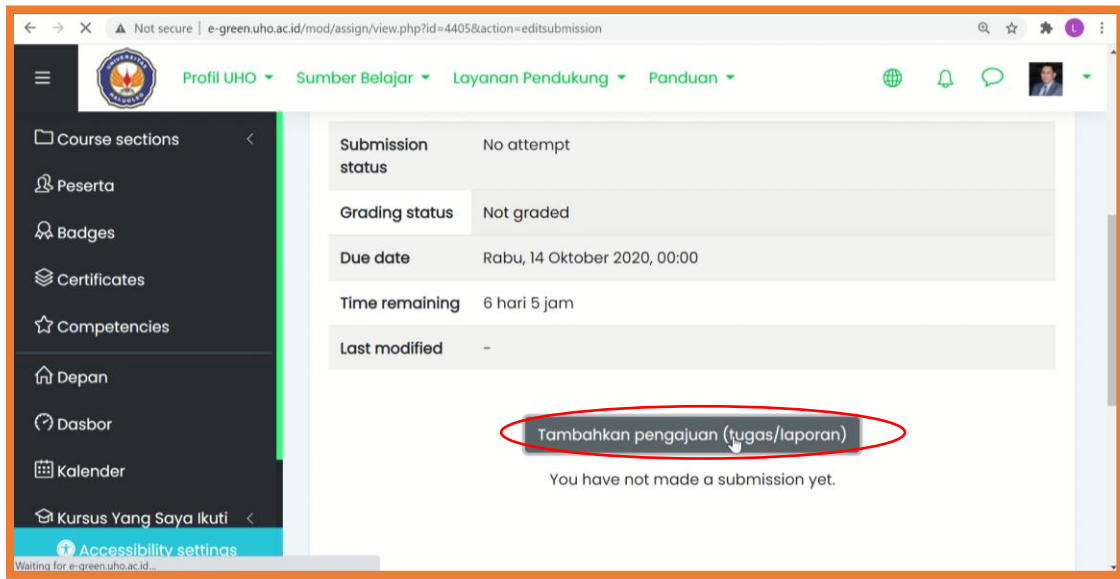 Not secure | e-green.uho.ac.id/mod/assign/view.php?id=4405&action=editsubmission
L
Profil UHO Sumber Belajar Layanan Pendukung Panduan
Course sections
Peserta
Badges
Certificates
Competencies
Depan
Dasbor
Kalender
Kursus Yang Saya Ikuti
Accessibility settings
Waiting for e-green.uho.ac.id...
Submission status No attempt
Grading status Not graded
Due date Rabu, 14 Oktober 2020, 00:00
Time remaining 6 hari 5 jam
Last modified -
Tambahkan pengajuan (tugas/laporan)
You have not made a submission yet.